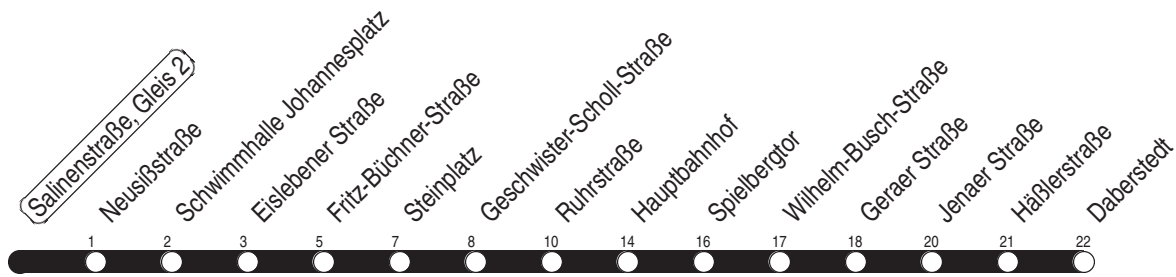 Salinenstraße, Gleis 2
Neusißstraße
Schwimmhalle Johannesplatz
Eislebener Straße
Fritz-Büchner-Straße
Steinplatz
Geschwister-Scholl-Straße
Ruhrstraße
Hauptbahnhof
Spielbergtor
Wilhelm-Busch-Straße
Geraer Straße
Jenaer Straße
Häßlerstraße
Daberstedt
1 2 3 5 7 8 10 14 16 17 18 20 21 22